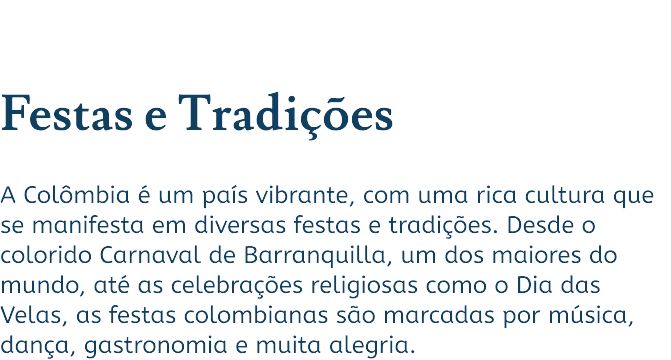 Festas e Tradições
A Colômbia é um país vibrante, com uma rica cultura que
se manifesta em diversas festas e tradições. Desde o
colorido Carnaval de Barranquilla, um dos maiores do
mundo, até as celebrações religiosas como o Dia das
Velas, as festas colombianas são marcadas por música,
dança, gastronomia e muita alegria.